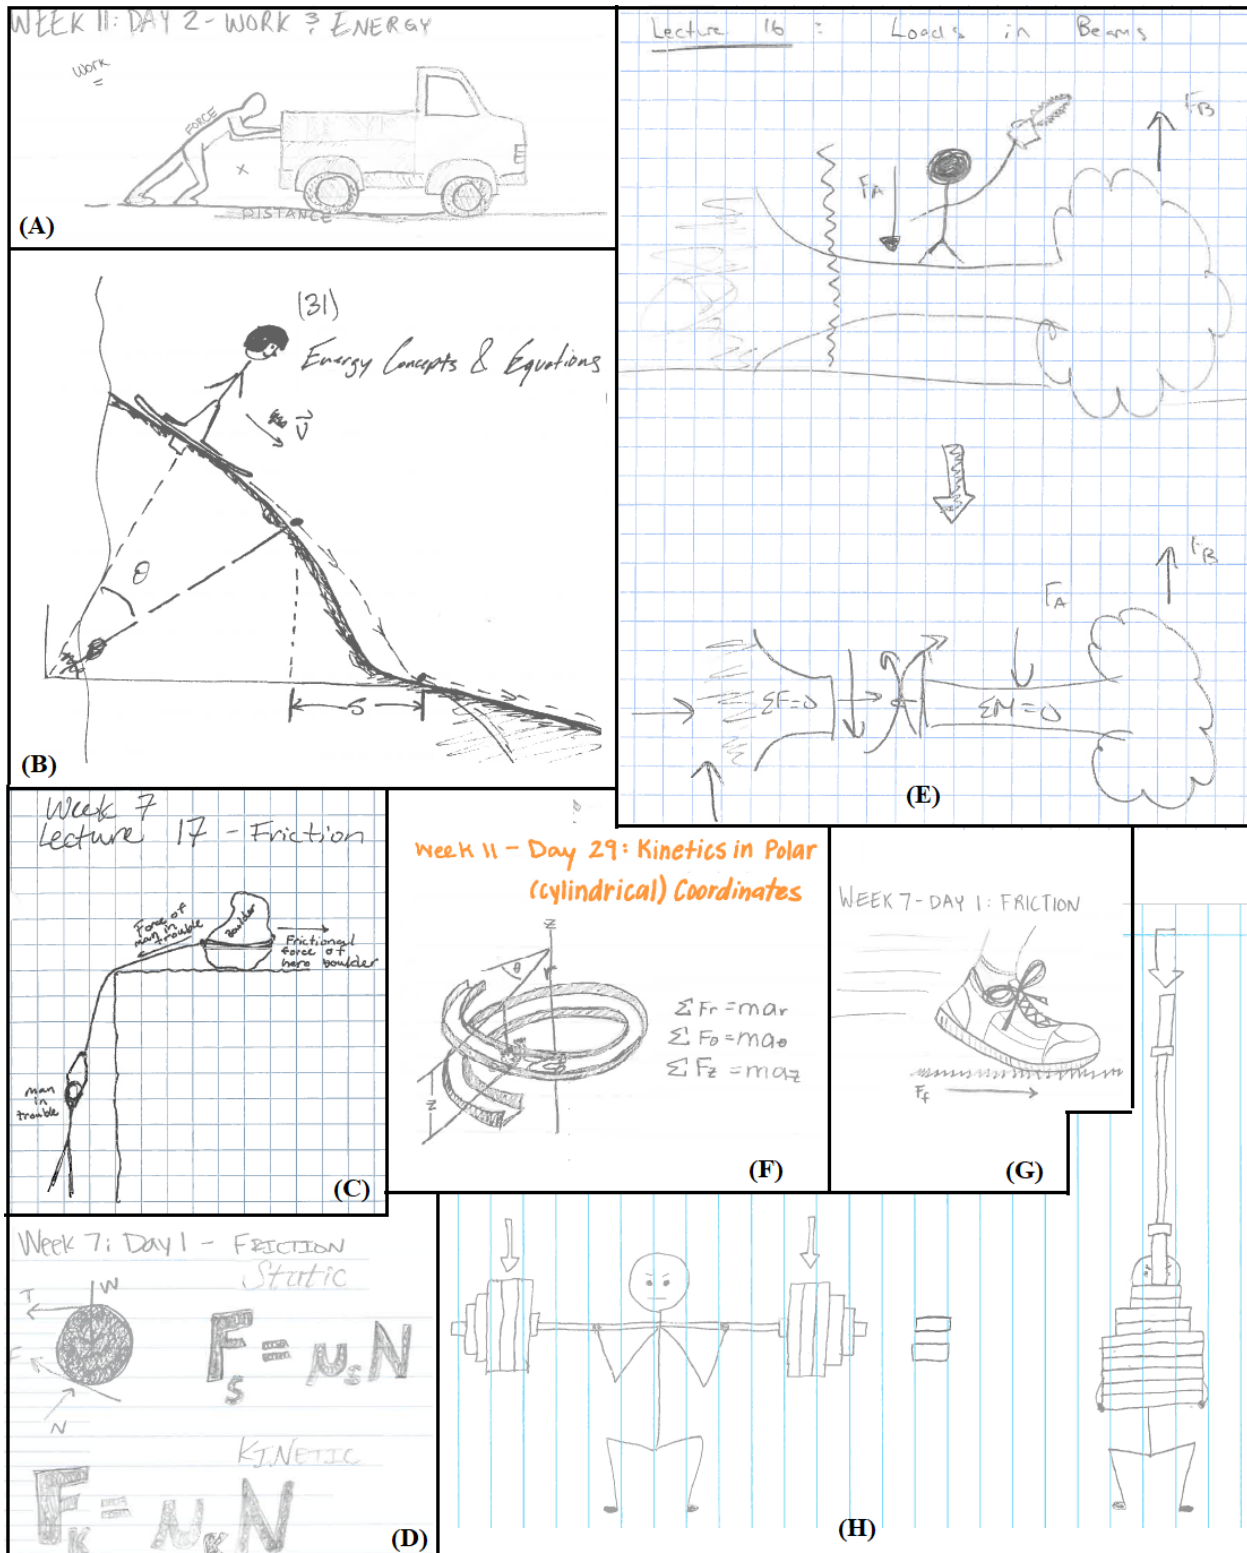 WEEK 11: DAY 2 - WORK & ENERGY
Work
=
FORCE
x
DISTANCE
(A)
(31)
Energy Concepts & Equations
V
θ
S
(B)
Week 7
Lecture 17 - Friction
Force of
man in
trouble
Boulder
Frictional
force of
hero boulder
man
in
trouble
(C)
Week 7: Day 1 - FRICTION
Static
W
T
F
N
Fs = μsN
KINETIC
FK = μKN
(D)
Lecture 16 : Loads in Beams
FB
FA
FB
FA
ΣF=0
ΣM=0
(E)
Week 11 - Day 29: Kinetics in Polar
(cylindrical) Coordinates
z
θ
r
z
ΣFr = mar
ΣFθ = maθ
ΣFz = maz
(F)
WEEK 7 - DAY 1: FRICTION
Ff
(G)
=
(H)